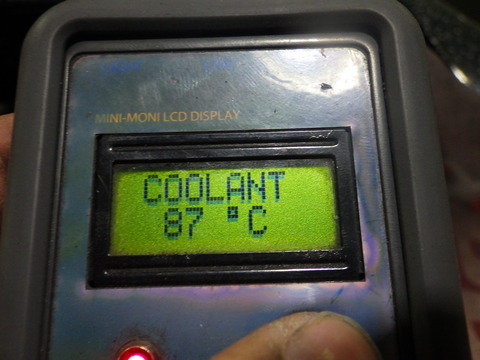 MINI-MONI LCD DISPLAY
COOLANT
87 °C